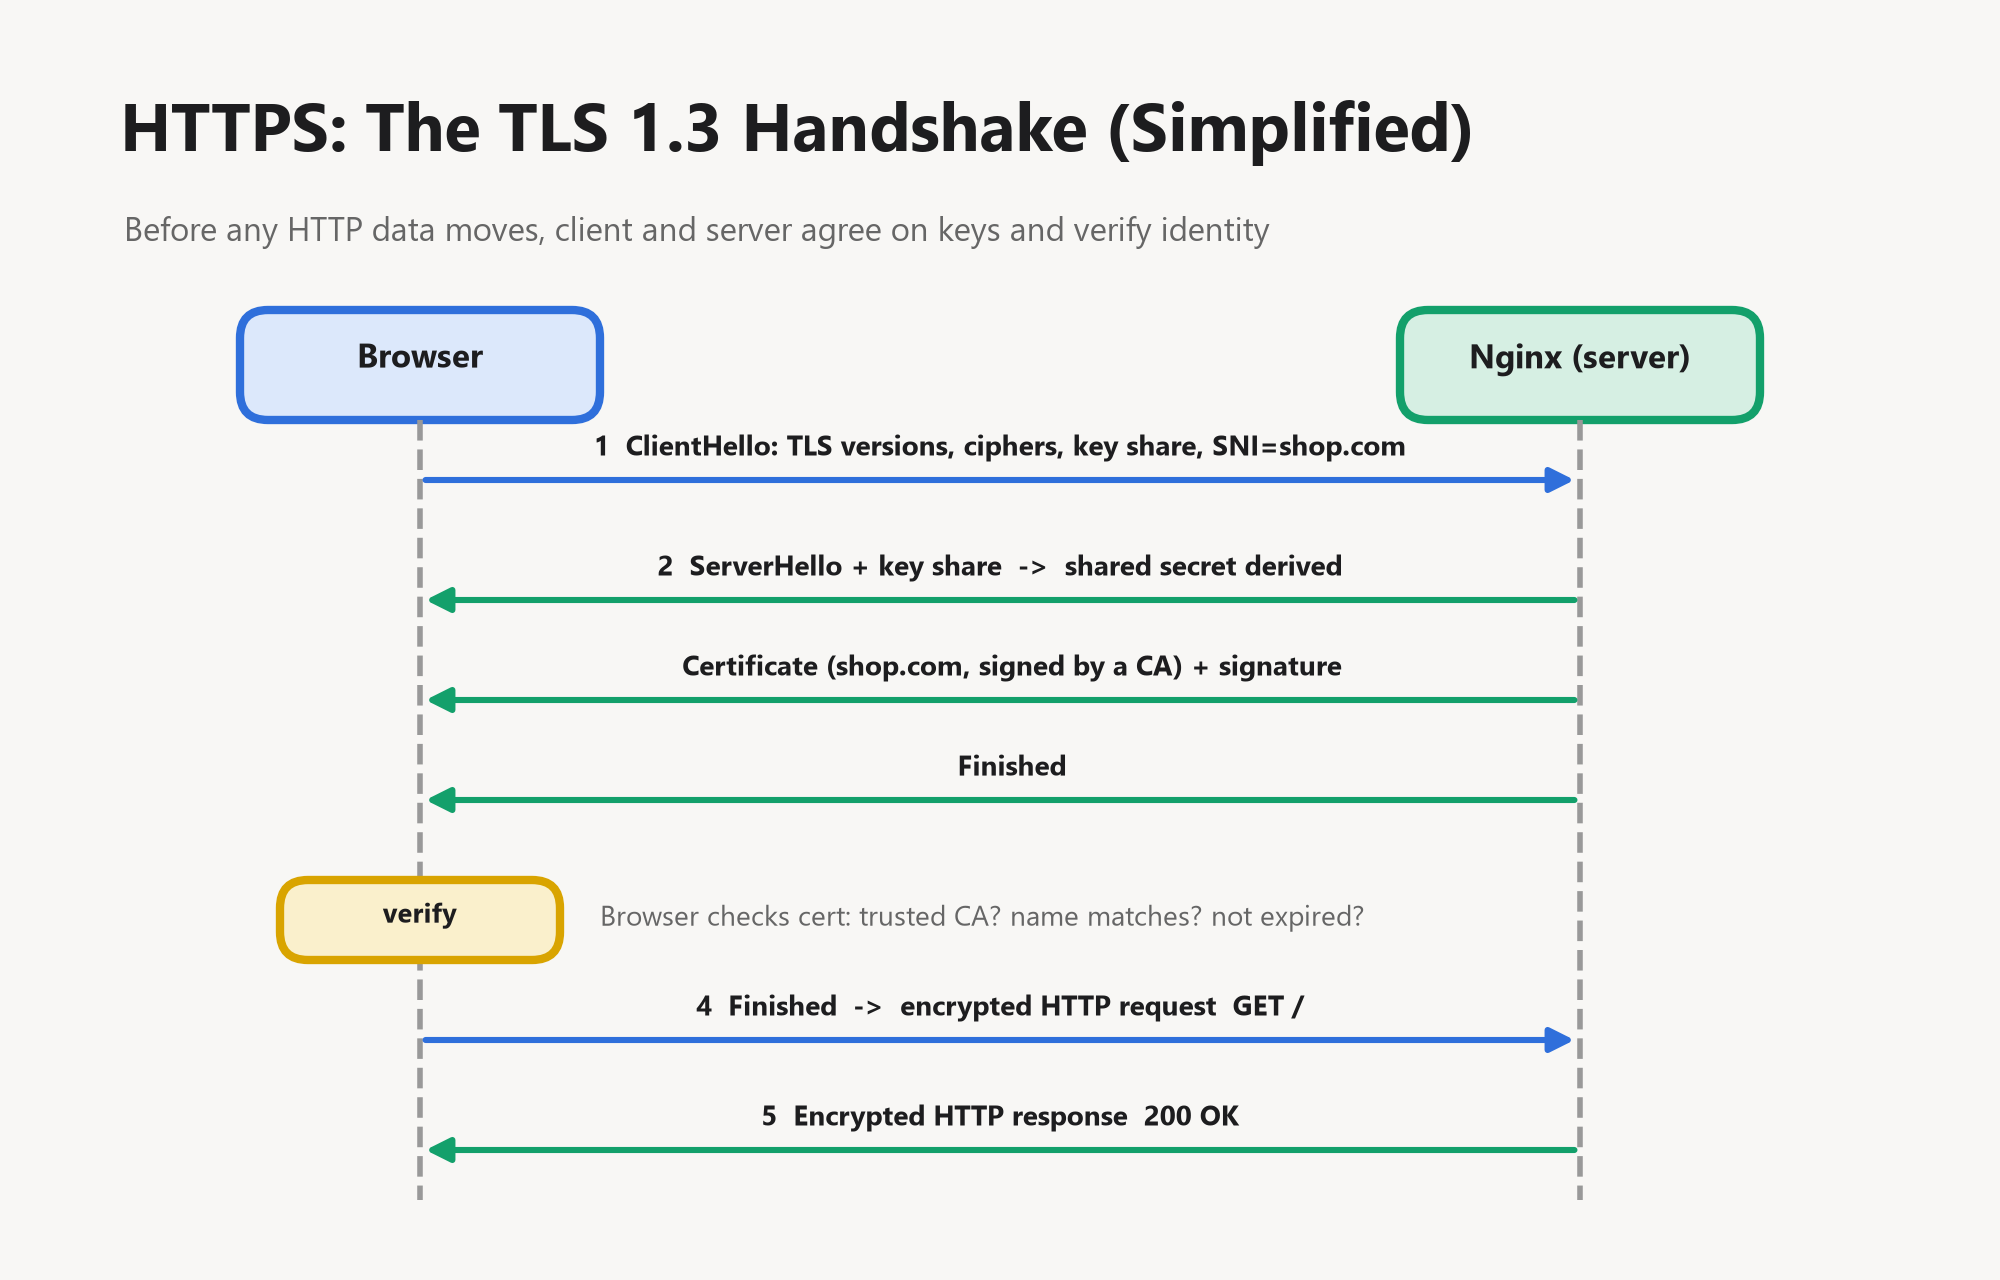 HTTPS: The TLS 1.3 Handshake (Simplified)
Before any HTTP data moves, client and server agree on keys and verify identity
Browser
Nginx (server)
1 ClientHello: TLS versions, ciphers, key share, SNI=shop.com
2 ServerHello + key share -> shared secret derived
Certificate (shop.com, signed by a CA) + signature
Finished
verify
Browser checks cert: trusted CA? name matches? not expired?
4 Finished -> encrypted HTTP request GET /
5 Encrypted HTTP response 200 OK